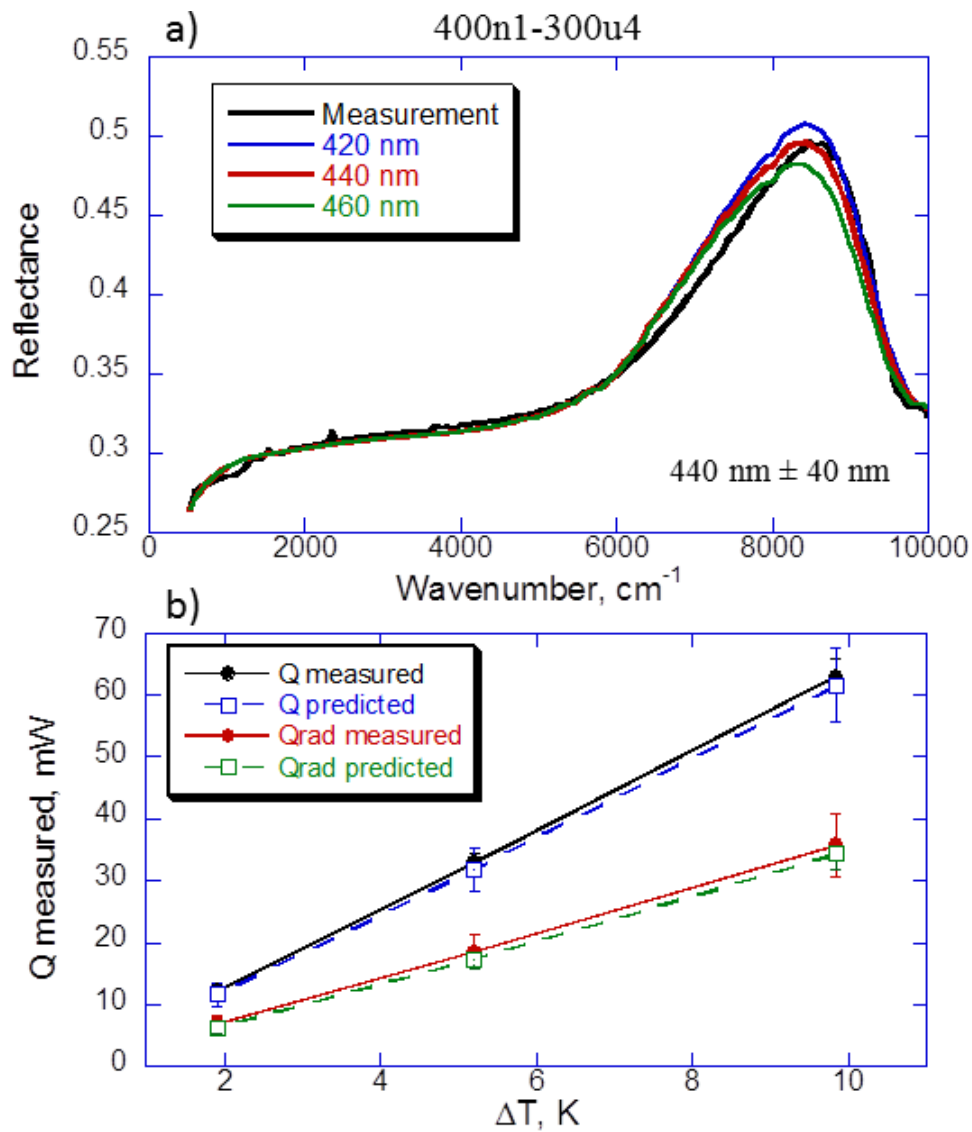 a) 400n1-300u4
0.55
0.5
0.45
0.4
0.35
0.3
0.25
Reflectance
Measurement
420 nm
440 nm
460 nm
440 nm ± 40 nm
0 2000 4000 6000 8000 10000
Wavenumber, cm⁻¹
b)
70
60
50
40
30
20
10
0
Q measured, mW
Q measured
Q predicted
Qrad measured
Qrad predicted
2 4 6 8 10
ΔT, K